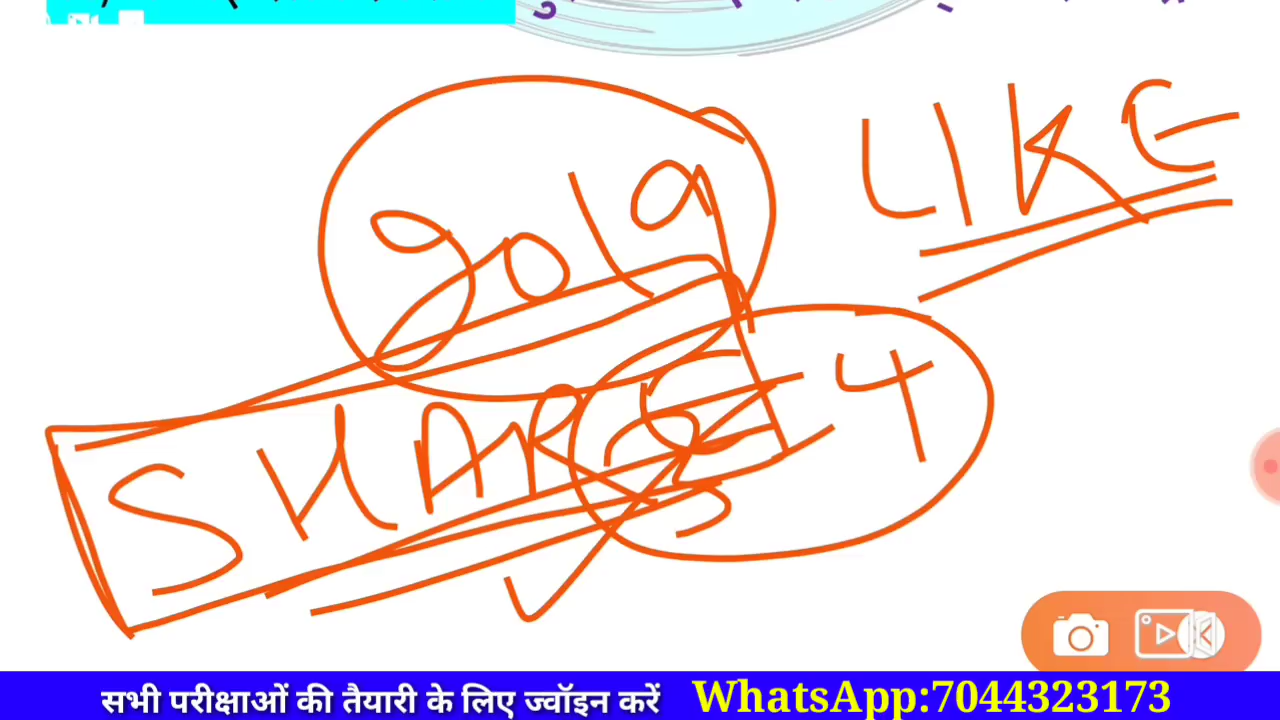 2019
LIKE
SHARE
4
सभी परीक्षाओं की तैयारी के लिए ज्वॉइन करें WhatsApp:7044323173